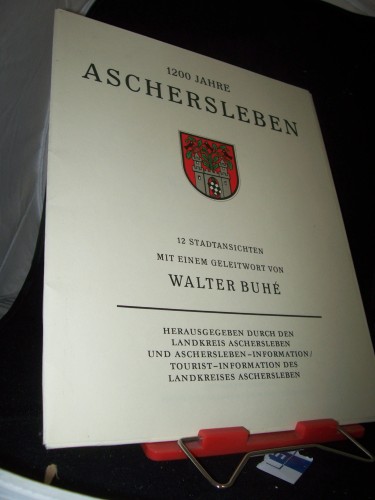 1200 JAHRE
ASCHERSLEBEN
12 STADTANSICHTEN
MIT EINEM GELEITWORT VON
WALTER BUHÉ
HERAUSGEGEBEN DURCH DEN
LANDKREIS ASCHERSLEBEN
UND ASCHERSLEBEN-INFORMATION/
TOURIST-INFORMATION DES
LANDKREISES ASCHERSLEBEN